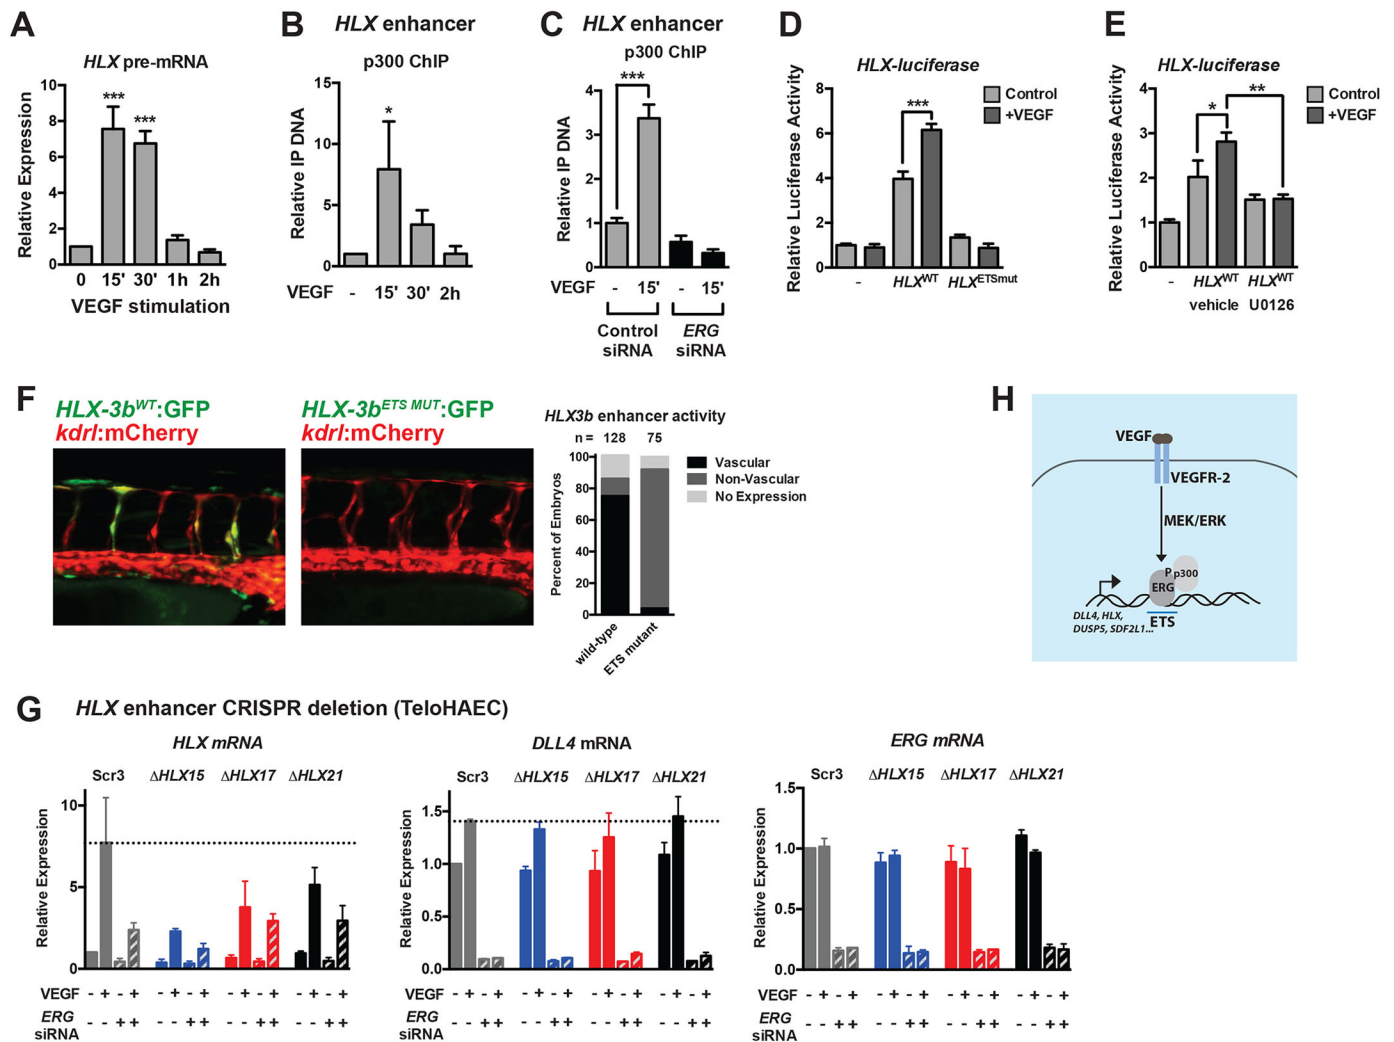 A
HLX pre-mRNA
Relative Expression
10
8
6
4
2
0
***
***
0 15' 30' 1h 2h
VEGF stimulation
B
HLX enhancer
p300 ChIP
Relative IP DNA
15
10
5
0
*
VEGF - 15' 30' 2h
C
HLX enhancer
p300 ChIP
Relative IP DNA
4
3
2
1
0
***
VEGF - 15' - 15'
Control siRNA
ERG siRNA
D
HLX-luciferase
Relative Luciferase Activity
8
6
4
2
0
***
Control
+VEGF
- HLXWT HLXETSmut
E
HLX-luciferase
Relative Luciferase Activity
4
3
2
1
0
*
**
Control
+VEGF
- HLXWT HLXWT
vehicle U0126
F
HLX-3bWT:GFP
kdrl:mCherry
HLX-3bETS MUT:GFP
kdrl:mCherry
HLX3b enhancer activity
n = 128 75
Percent of Embryos
100
80
60
40
20
0
wild-type
ETS mutant
Vascular
Non-Vascular
No Expression
H
VEGF
VEGFR-2
MEK/ERK
P
p300
ERG
DLL4, HLX,
DUSP5, SDF2L1...
ETS
G
HLX enhancer CRISPR deletion (TeloHAEC)
HLX mRNA
Scr3 ΔHLX15 ΔHLX17 ΔHLX21
Relative Expression
10
5
0
VEGF - + - + - + - + - + - + - + - +
ERG siRNA - - + + - - + + - - + + - - + +
DLL4 mRNA
Scr3 ΔHLX15 ΔHLX17 ΔHLX21
Relative Expression
1.5
1.0
0.5
0.0
VEGF - + - + - + - + - + - + - + - +
ERG siRNA - - + + - - + + - - + + - - + +
ERG mRNA
Scr3 ΔHLX15 ΔHLX17 ΔHLX21
Relative Expression
1.5
1.0
0.5
0.0
VEGF - + - + - + - + - + - + - + - +
ERG siRNA - - + + - - + + - - + + - - + +